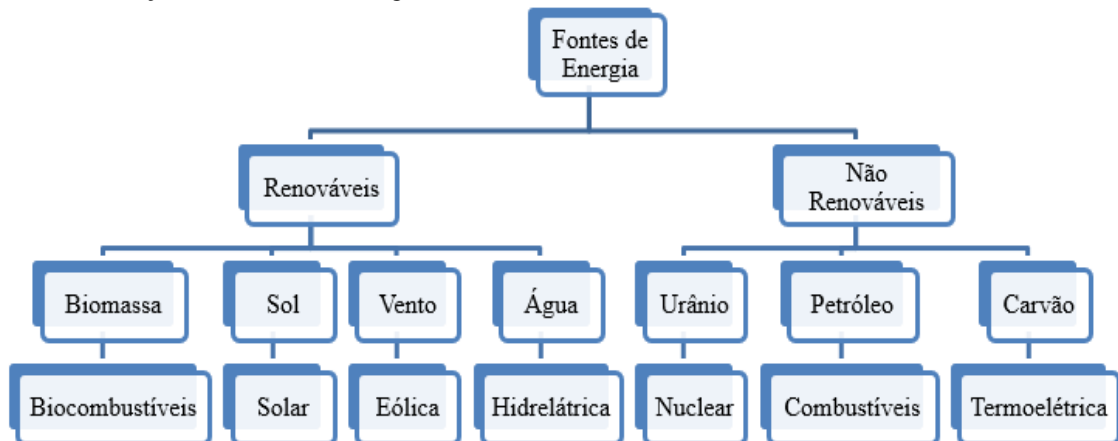 Fontes de
Energia
Renováveis
Não
Renováveis
Biomassa
Sol
Vento
Água
Urânio
Petróleo
Carvão
Biocombustíveis
Solar
Eólica
Hidrelátrica
Nuclear
Combustíveis
Termoelétrica